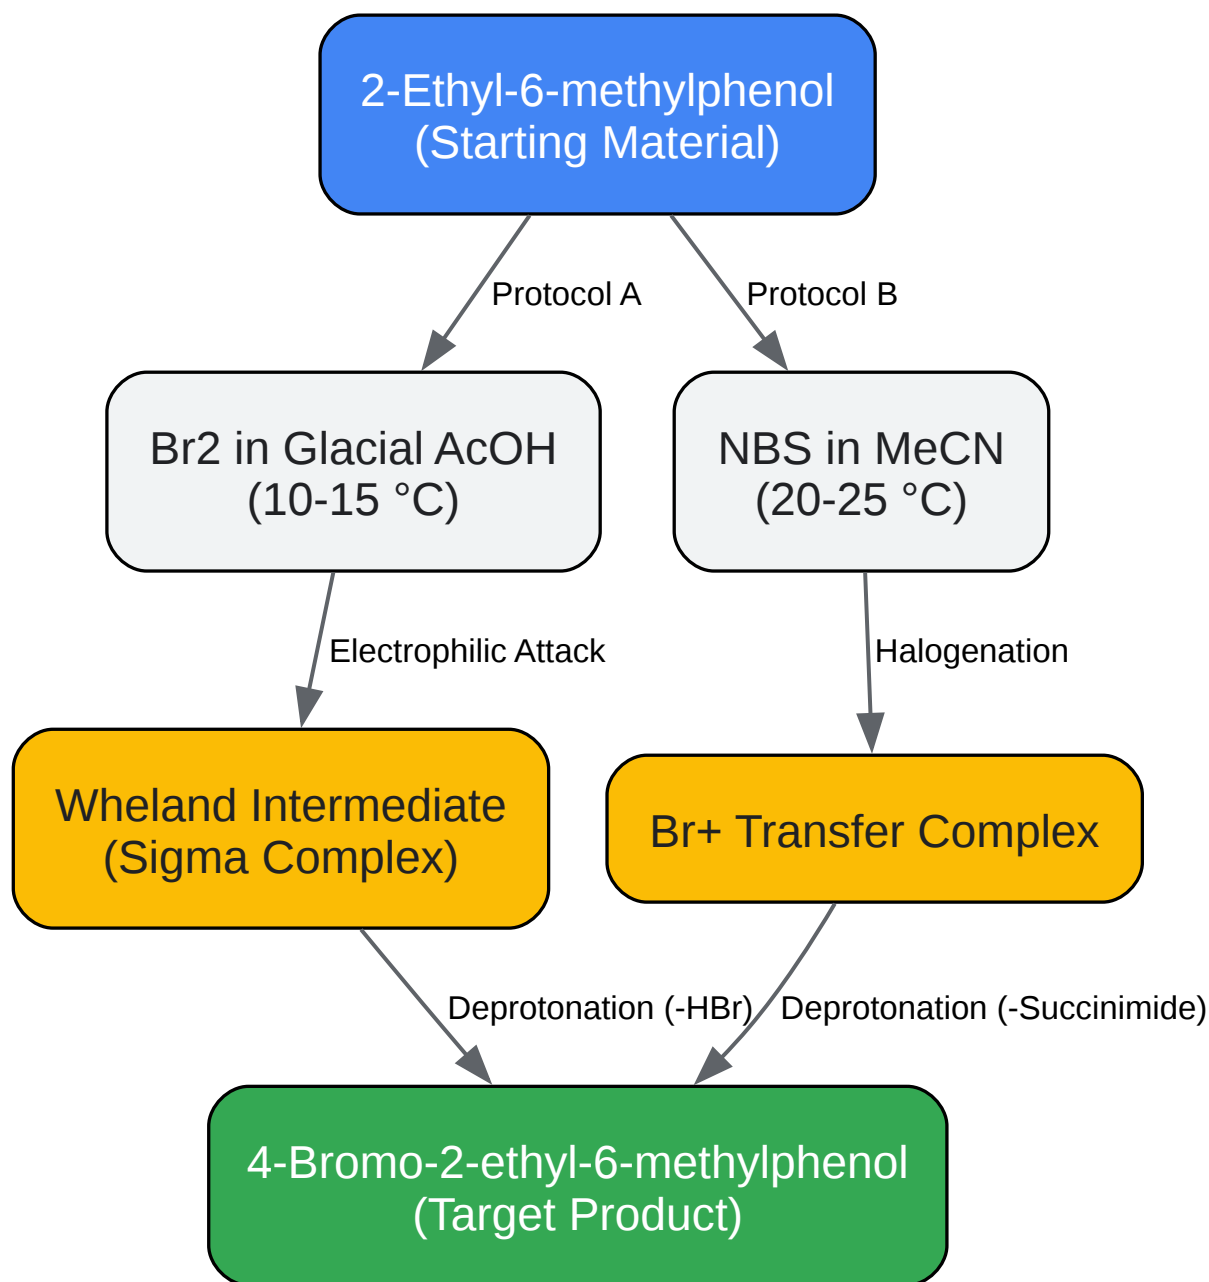 2-Ethyl-6-methylphenol
(Starting Material)
Protocol A
Protocol B
Br2 in Glacial AcOH
(10-15 °C)
NBS in MeCN
(20-25 °C)
Electrophilic Attack
Halogenation
Wheland Intermediate
(Sigma Complex)
Br+ Transfer Complex
Deprotonation (-HBr)
Deprotonation (-Succinimide)
4-Bromo-2-ethyl-6-methylphenol
(Target Product)